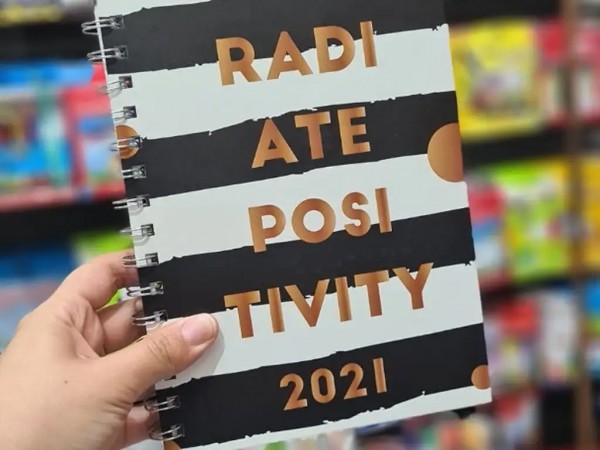 RADI
ATE
POSI
TIVITY
2021